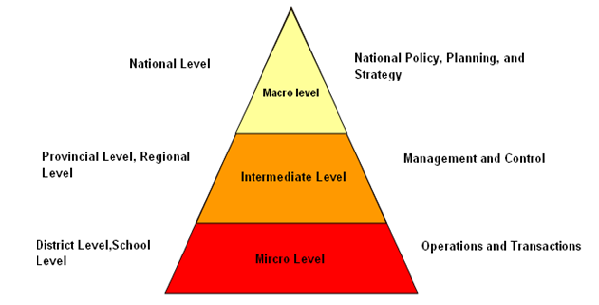 National Level
National Policy, Planning, and
Strategy
Macro level
Provincial Level, Regional
Level
Intermediate Level
Management and Control
District Level,School
Level
Mircro Level
Operations and Transactions